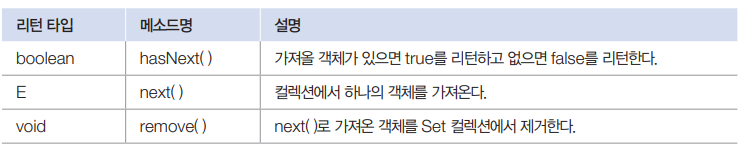 리턴 타입 메소드명 설명
boolean hasNext( ) 가져올 객체가 있으면 true를 리턴하고 없으면 false를 리턴한다.
E next( ) 컬렉션에서 하나의 객체를 가져온다.
void remove( ) next( )로 가져온 객체를 Set 컬렉션에서 제거한다.